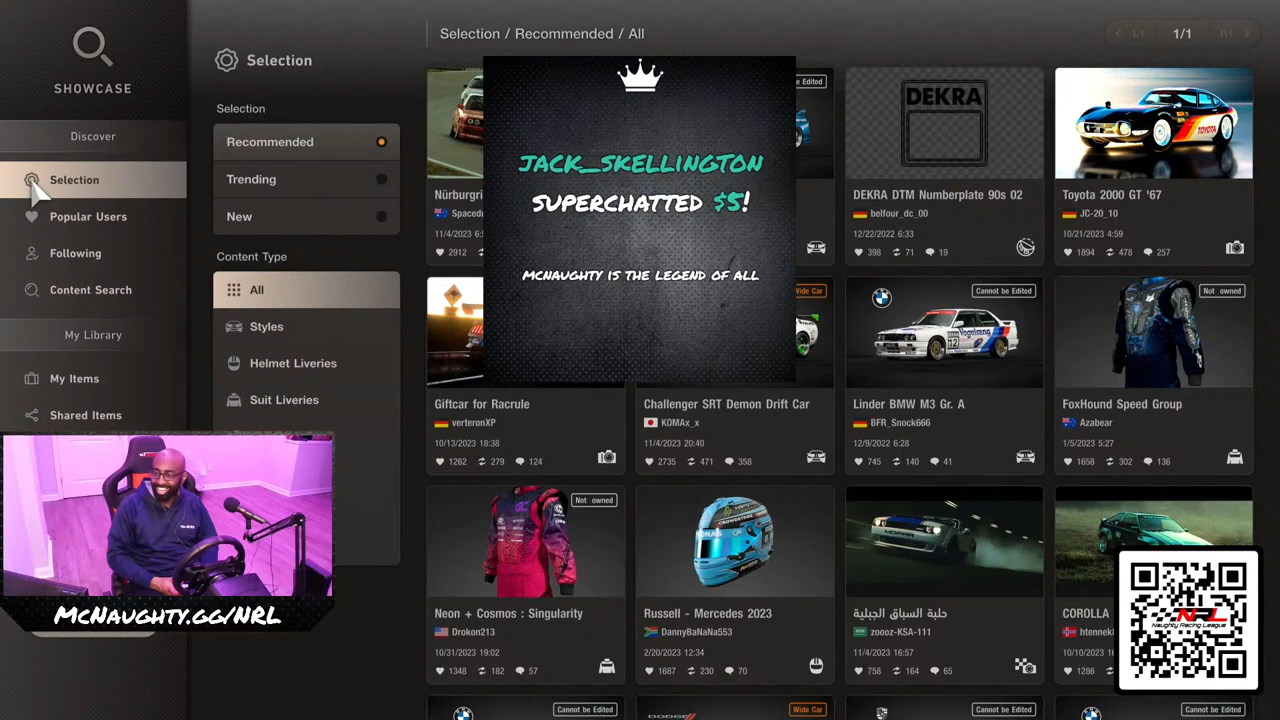 SHOWCASE
Discover
Selection
Popular Users
Following
Content Search
My Library
My Items
Shared Items
Selection
Selection
Recommended
Trending
New
Content Type
All
Styles
Helmet Liveries
Suit Liveries
Selection / Recommended / All
L1
1/1
R1
JACK_SKELLINGTON
SUPERCHATTED $5!
MCNAUGHTY IS THE LEGEND OF ALL
11/4/2023
2912
DEKRA
DEKRA DTM Numberplate 90s 02
belfour_dc_00
12/22/2022 6:33
398 71 19
TOYOTA
Toyota 2000 GT '67
JC-20_10
10/21/2023 4:59
1894 478 257
Giftcar for Racrule
verteronXP
10/13/2023 18:38
1262 279 124
Wide Car
Challenger SRT Demon Drift Car
KOMAx_x
11/4/2023 20:40
2735 471 358
Cannot be Edited
Vogelsang
12
Linder BMW M3 Gr. A
BFR_Snock666
12/9/2022 6:28
745 140 41
Not owned
FoxHound Speed Group
Azabear
1/5/2023 5:27
1658 302 136
Not owned
Neon + Cosmos : Singularity
Drokon213
10/31/2023 19:02
1348 182 57
CROWDSTRIKE
Russell - Mercedes 2023
DannyBaNaNa553
2/20/2023 12:34
1687 230 70
حلبة السباق الجبلية
zoooz-KSA-111
11/4/2023 16:57
758 164 65
COROLLA
10/10/2023
1286
Cannot be Edited
DODGE
Wide Car
Cannot be Edited
Cannot be Edited
MCNAUGHTY.GG/NRL
NRL
Naughty Racing League